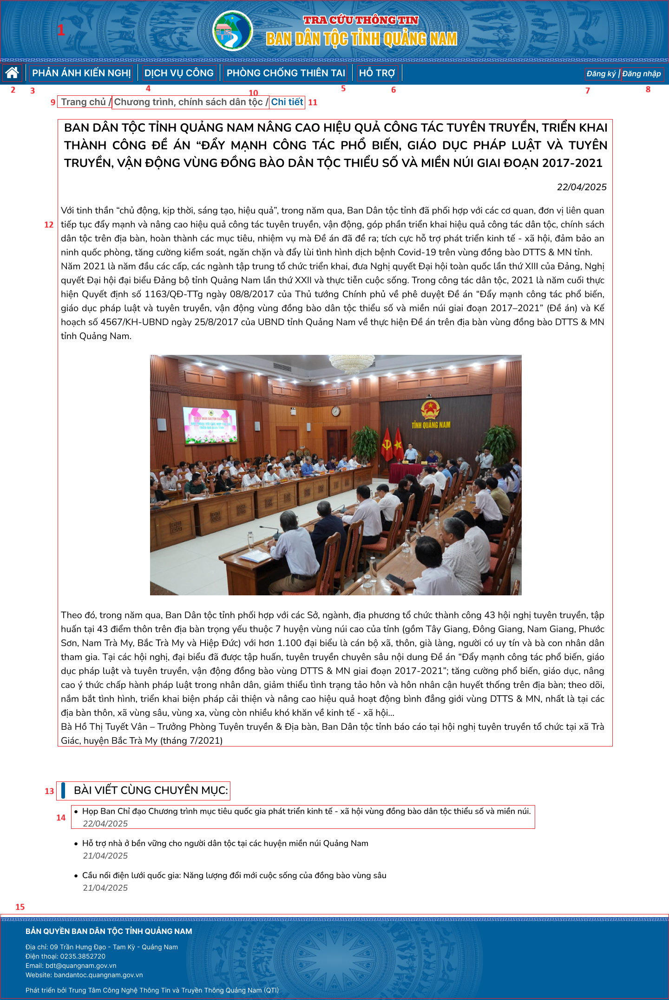 1
TRA CỨU THÔNG TIN
BAN DÂN TỘC TỈNH QUẢNG NAM
PHẢN ÁNH KIẾN NGHỊ
DỊCH VỤ CÔNG
PHÒNG CHỐNG THIÊN TAI
HỖ TRỢ
Đăng ký | Đăng nhập
2
3
4
10
5
6
7
8
9
Trang chủ / Chương trình, chính sách dân tộc / Chi tiết
11
BAN DÂN TỘC TỈNH QUẢNG NAM NÂNG CAO HIỆU QUẢ CÔNG TÁC TUYÊN TRUYỀN, TRIỂN KHAI
THÀNH CÔNG ĐỀ ÁN “ĐẨY MẠNH CÔNG TÁC PHỔ BIẾN, GIÁO DỤC PHÁP LUẬT VÀ TUYÊN
TRUYỀN, VẬN ĐỘNG VÙNG ĐỒNG BÀO DÂN TỘC THIỂU SỐ VÀ MIỀN NÚI GIAI ĐOẠN 2017-2021
22/04/2025
12
Với tinh thần “chủ động, kịp thời, sáng tạo, hiệu quả”, trong năm qua, Ban Dân tộc tỉnh đã phối hợp với các cơ quan, đơn vị liên quan
tiếp tục đẩy mạnh và nâng cao hiệu quả công tác tuyên truyền, vận động, góp phần triển khai hiệu quả công tác dân tộc, chính sách
dân tộc trên địa bàn, hoàn thành các mục tiêu, nhiệm vụ mà Đề án đã đề ra; tích cực hỗ trợ phát triển kinh tế - xã hội, đảm bảo an
ninh quốc phòng, tăng cường kiểm soát, ngăn chặn và đẩy lùi tình hình dịch bệnh Covid-19 trên vùng đồng bào DTTS & MN tỉnh.
Năm 2021 là năm đầu các cấp, các ngành tập trung tổ chức triển khai, đưa Nghị quyết Đại hội toàn quốc lần thứ XIII của Đảng, Nghị
quyết Đại hội đại biểu Đảng bộ tỉnh Quảng Nam lần thứ XXII và thực tiễn cuộc sống. Trong công tác dân tộc, 2021 là năm cuối thực
hiện Quyết định số 1163/QĐ-TTg ngày 08/8/2017 của Thủ tướng Chính phủ về phê duyệt Đề án “Đẩy mạnh công tác phổ biến,
giáo dục pháp luật và tuyên truyền, vận động vùng đồng bào dân tộc thiểu số và miền núi giai đoạn 2017–2021” (Đề án) và Kế
hoạch số 4567/KH-UBND ngày 25/8/2017 của UBND tỉnh Quảng Nam về thực hiện Đề án trên địa bàn vùng đồng bào DTTS & MN
tỉnh Quảng Nam.
TỈNH QUẢNG NAM
Theo đó, trong năm qua, Ban Dân tộc tỉnh phối hợp với các Sở, ngành, địa phương tổ chức thành công 43 hội nghị tuyên truyền, tập
huấn tại 43 điểm thôn trên địa bàn trọng yếu thuộc 7 huyện vùng núi cao của tỉnh (gồm Tây Giang, Đông Giang, Nam Giang, Phước
Sơn, Nam Trà My, Bắc Trà My và Hiệp Đức) với hơn 1.100 đại biểu là cán bộ xã, thôn, già làng, người có uy tín và bà con nhân dân
tham gia. Tại các hội nghị, đại biểu đã được tập huấn, tuyên truyền chuyên sâu nội dung Đề án “Đẩy mạnh công tác phổ biến, giáo
dục pháp luật và tuyên truyền, vận động đồng bào vùng DTTS & MN giai đoạn 2017-2021”; tăng cường phổ biến, giáo dục, nâng
cao ý thức chấp hành pháp luật trong nhân dân, giảm thiểu tình trạng tảo hôn và hôn nhân cận huyết thống trên địa bàn; theo dõi,
nắm bắt tình hình, triển khai biện pháp cải thiện và nâng cao hiệu quả hoạt động bình đẳng giới vùng DTTS & MN, nhất là tại các
địa bàn thôn, xã vùng sâu, vùng xa, vùng còn nhiều khó khăn về kinh tế - xã hội...
Bà Hồ Thị Tuyết Vân – Trưởng Phòng Tuyên truyền & Địa bàn, Ban Dân tộc tỉnh báo cáo tại hội nghị tuyên truyền tổ chức tại xã Trà
Giác, huyện Bắc Trà My (tháng 7/2021)
13
BÀI VIẾT CÙNG CHUYÊN MỤC:
14
• Họp Ban Chỉ đạo Chương trình mục tiêu quốc gia phát triển kinh tế - xã hội vùng đồng bào dân tộc thiểu số và miền núi.
22/04/2025
• Hỗ trợ nhà ở bền vững cho người dân tộc tại các huyện miền núi Quảng Nam
21/04/2025
• Cầu nối điện lưới quốc gia: Năng lượng đổi mới cuộc sống của đồng bào vùng sâu
21/04/2025
15
BẢN QUYỀN BAN DÂN TỘC TỈNH QUẢNG NAM
Địa chỉ: 09 Trần Hưng Đạo - Tam Kỳ - Quảng Nam
Điện thoại: 0235.3852720
Email: bdt@quangnam.gov.vn
Website: bandantoc.quangnam.gov.vn
Phát triển bởi Trung Tâm Công Nghệ Thông Tin và Truyền Thông Quảng Nam (QTI)